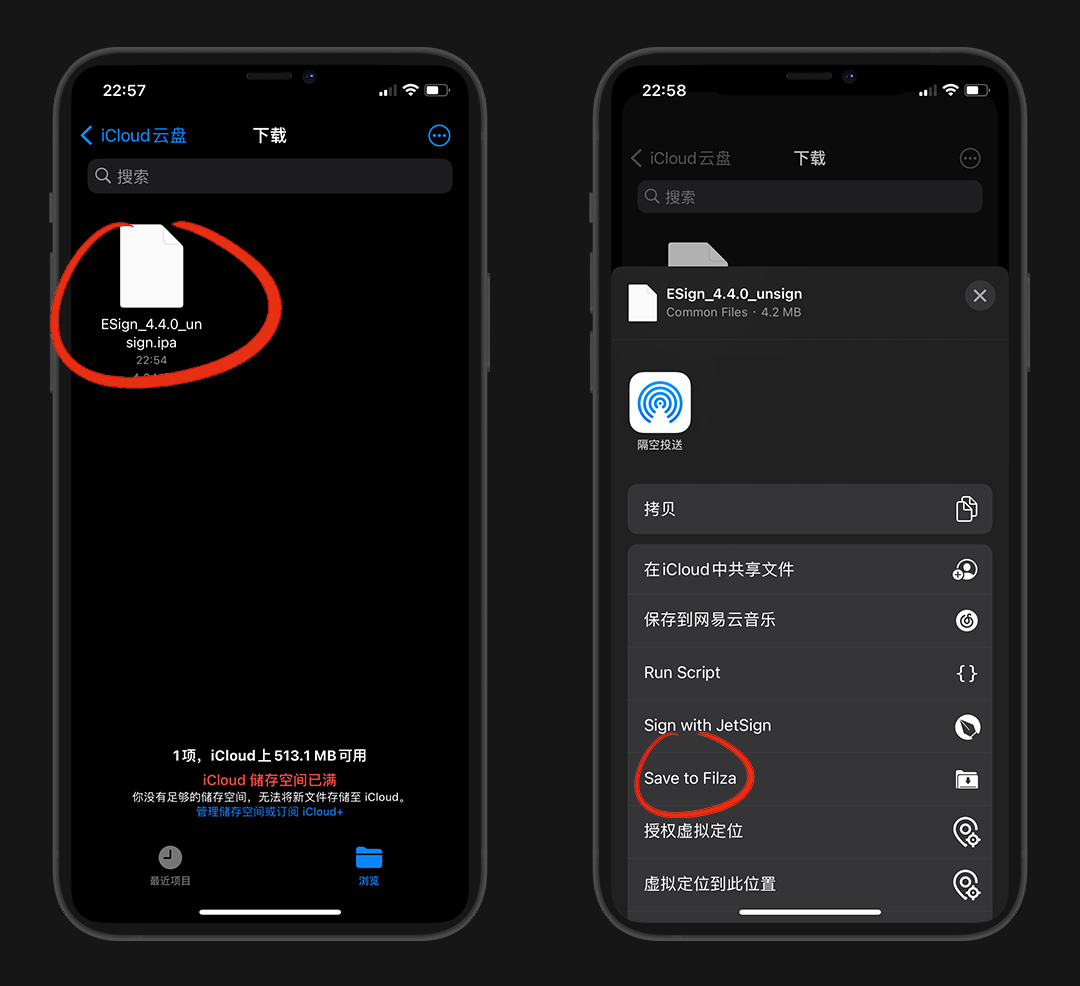 22:57
iCloud云盘
下载
搜索
ESign_4.4.0_un
sign.ipa
22:54
1项，iCloud上 513.1 MB可用
iCloud 储存空间已满
你没有足够的储存空间，无法将新文件存储至 iCloud。
管理储存空间或订阅 iCloud+
最近项目
浏览
22:58
iCloud云盘
下载
搜索
ESign_4.4.0_unsign
Common Files · 4.2 MB
隔空投送
拷贝
在iCloud中共享文件
保存到网易云音乐
Run Script
Sign with JetSign
Save to Filza
授权虚拟定位
虚拟定位到此位置